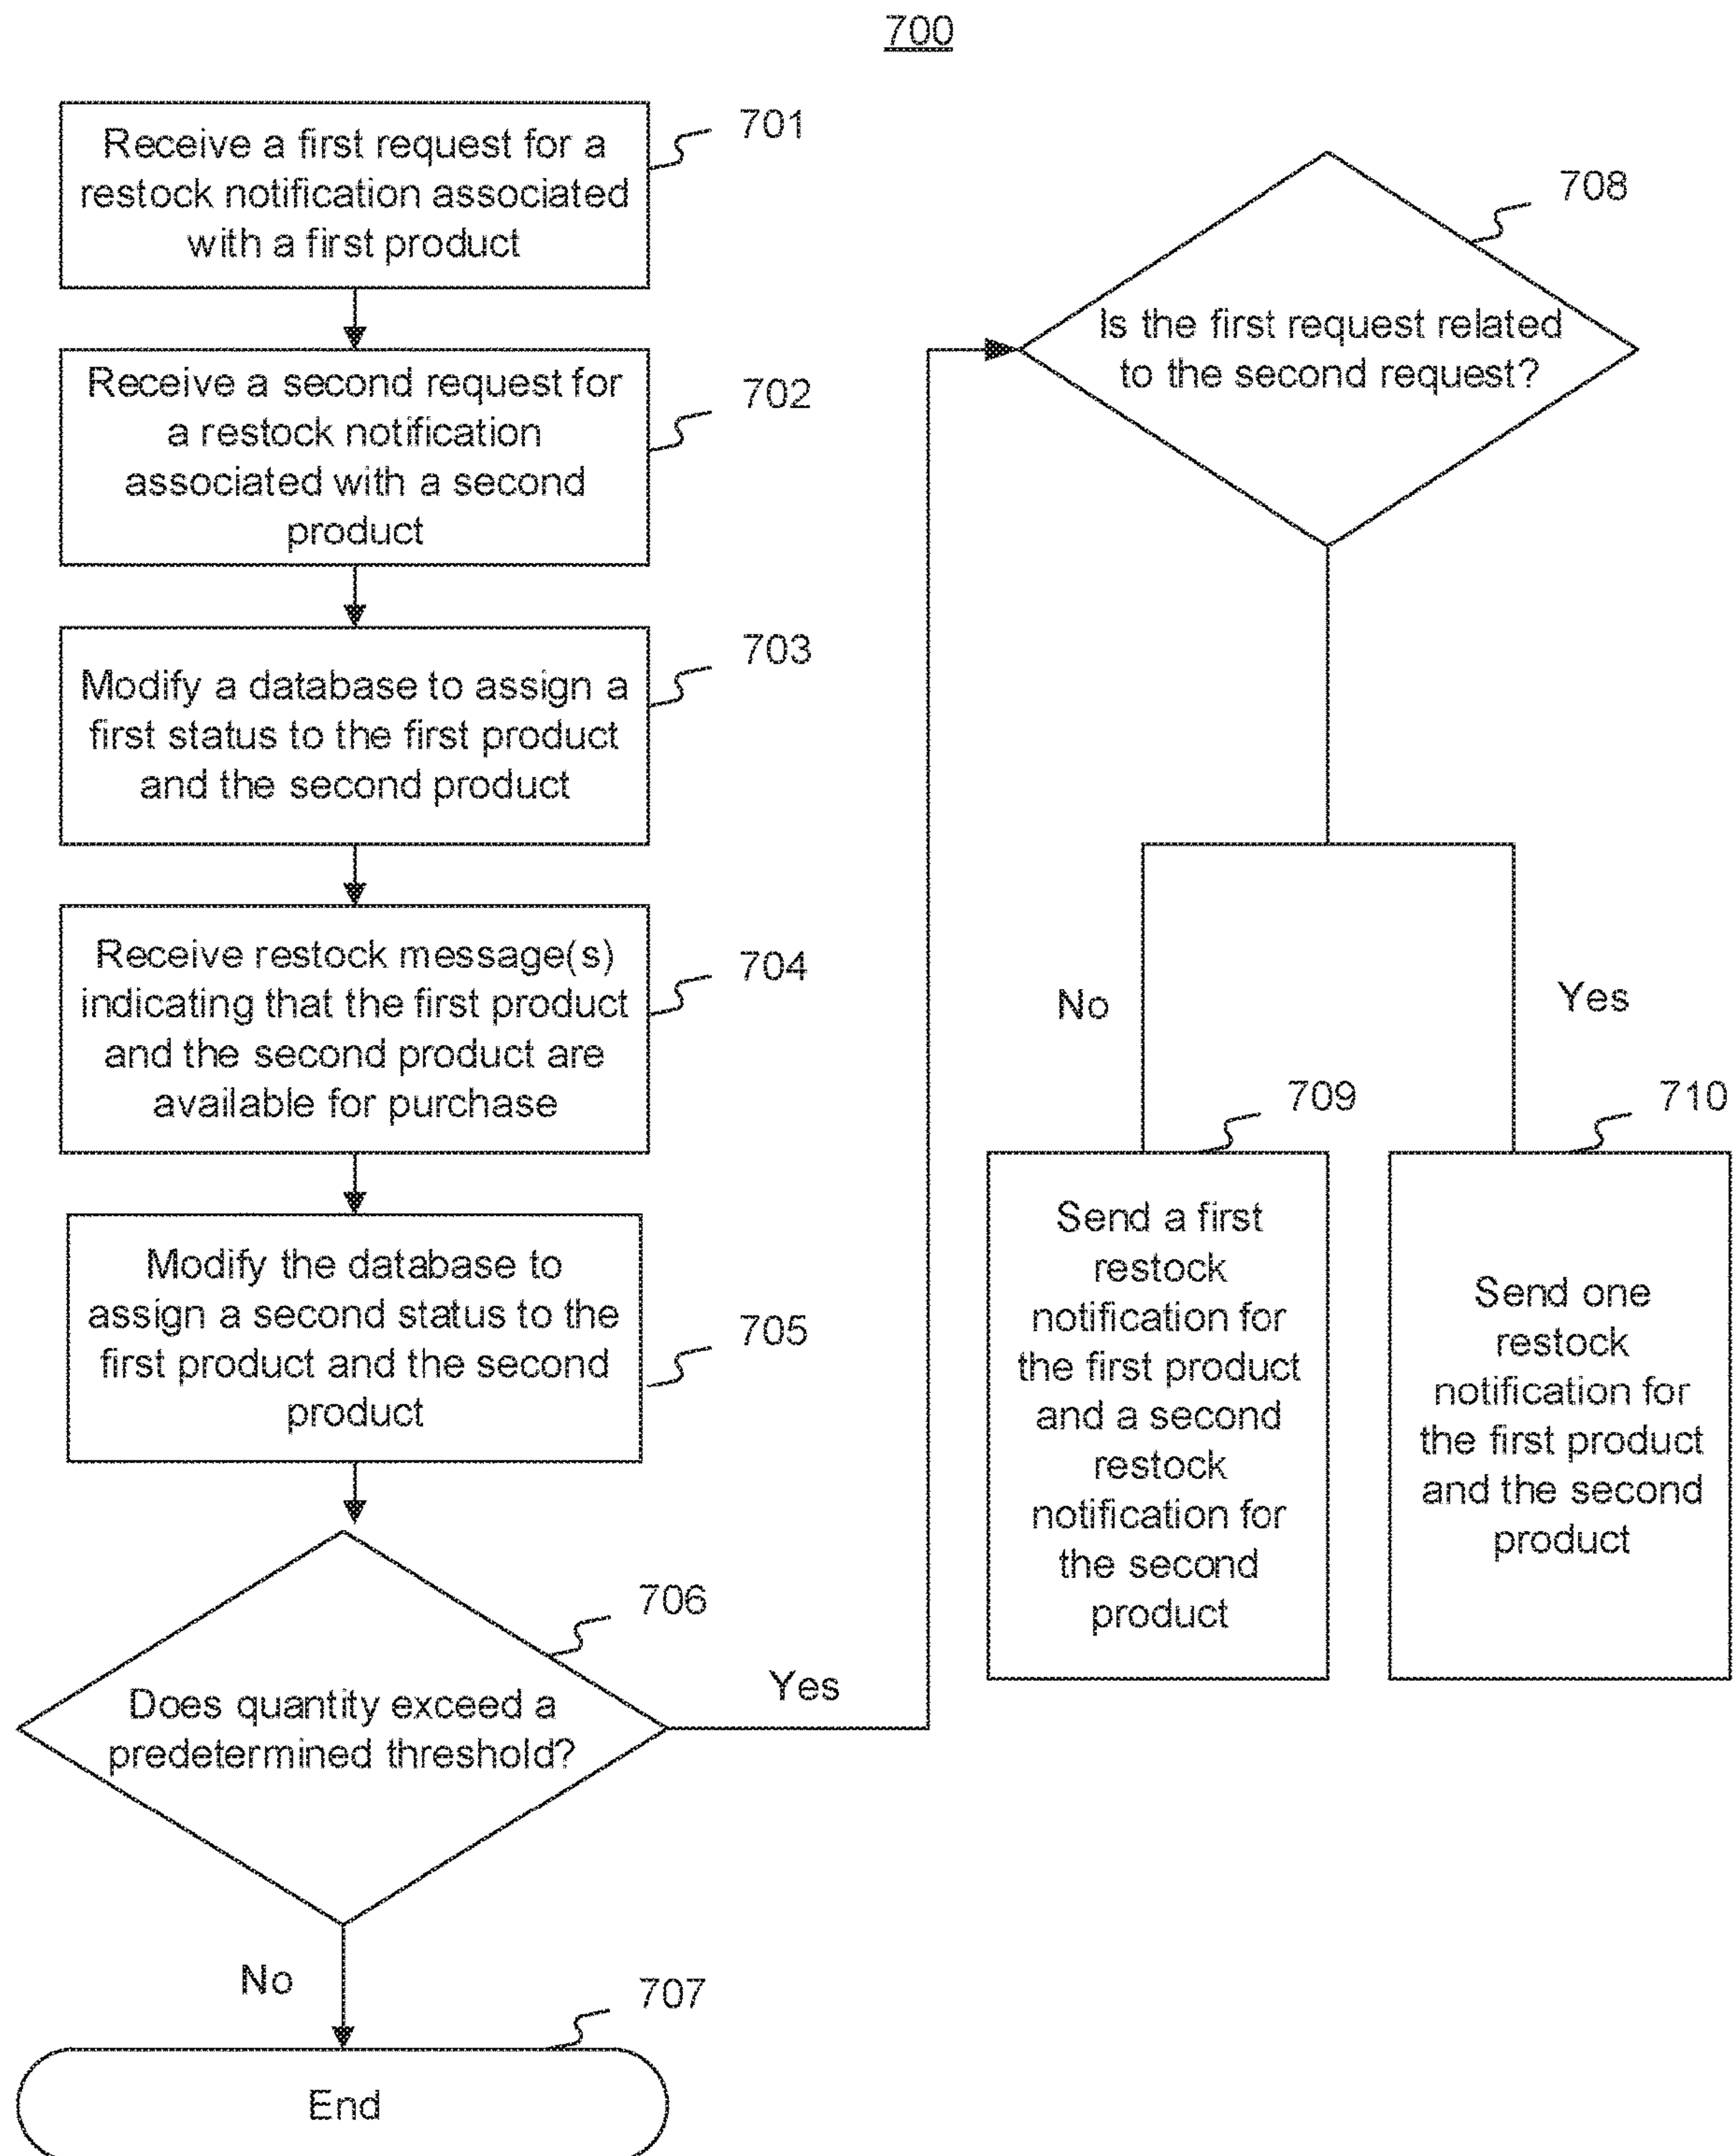 700
Receive a first request for a
restock notification associated
with a first product
701
Receive a second request for
a restock notification
associated with a second
product
702
Modify a database to assign a
first status to the first product
and the second product
703
Receive restock message(s)
indicating that the first product
and the second product are
available for purchase
704
Modify the database to
assign a second status to the
first product and the second
product
705
Does quantity exceed a
predetermined threshold?
706
Yes
No
End
707
Is the first request related
to the second request?
708
No
Yes
Send a first
restock
notification for
the first product
and a second
restock
notification for
the second
product
709
Send one
restock
notification for
the first product
and the second
product
710